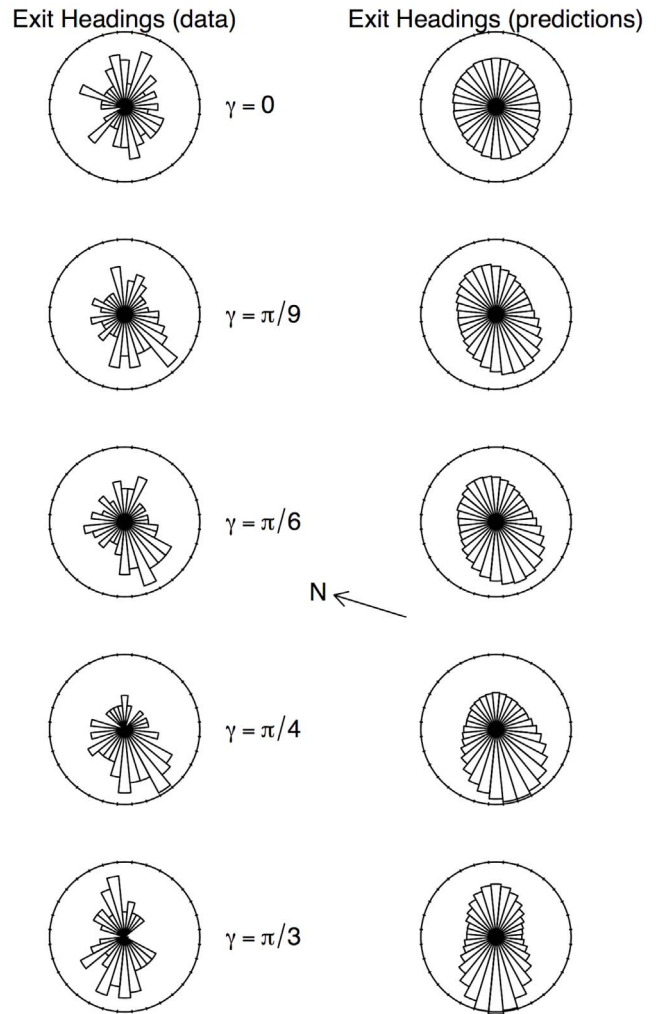 Exit Headings (data) Exit Headings (predictions)
γ = 0
γ = π/9
γ = π/6
N
γ = π/4
γ = π/3